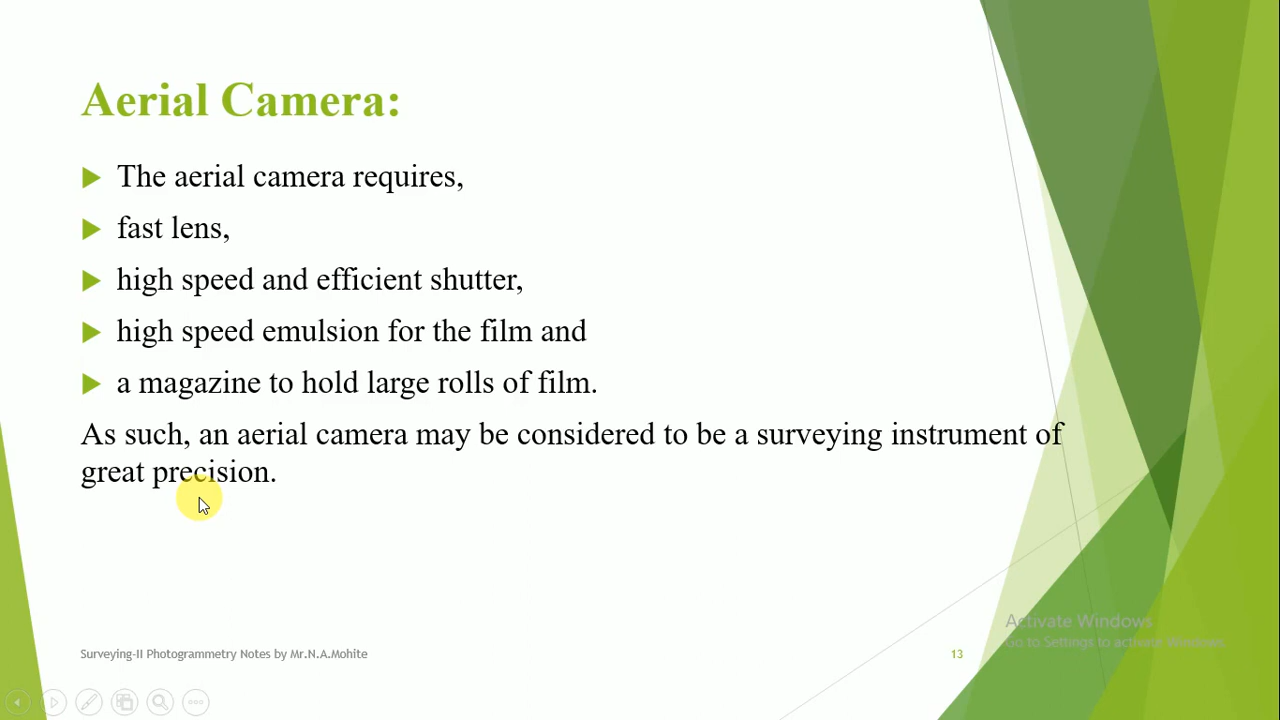 Aerial Camera:
The aerial camera requires,
fast lens,
high speed and efficient shutter,
high speed emulsion for the film and
a magazine to hold large rolls of film.
As such, an aerial camera may be considered to be a surveying instrument of
great precision.
Activate Windows
Go to Settings to activate Windows.
Surveying-II Photogrammetry Notes by Mr.N.A.Mohite
13